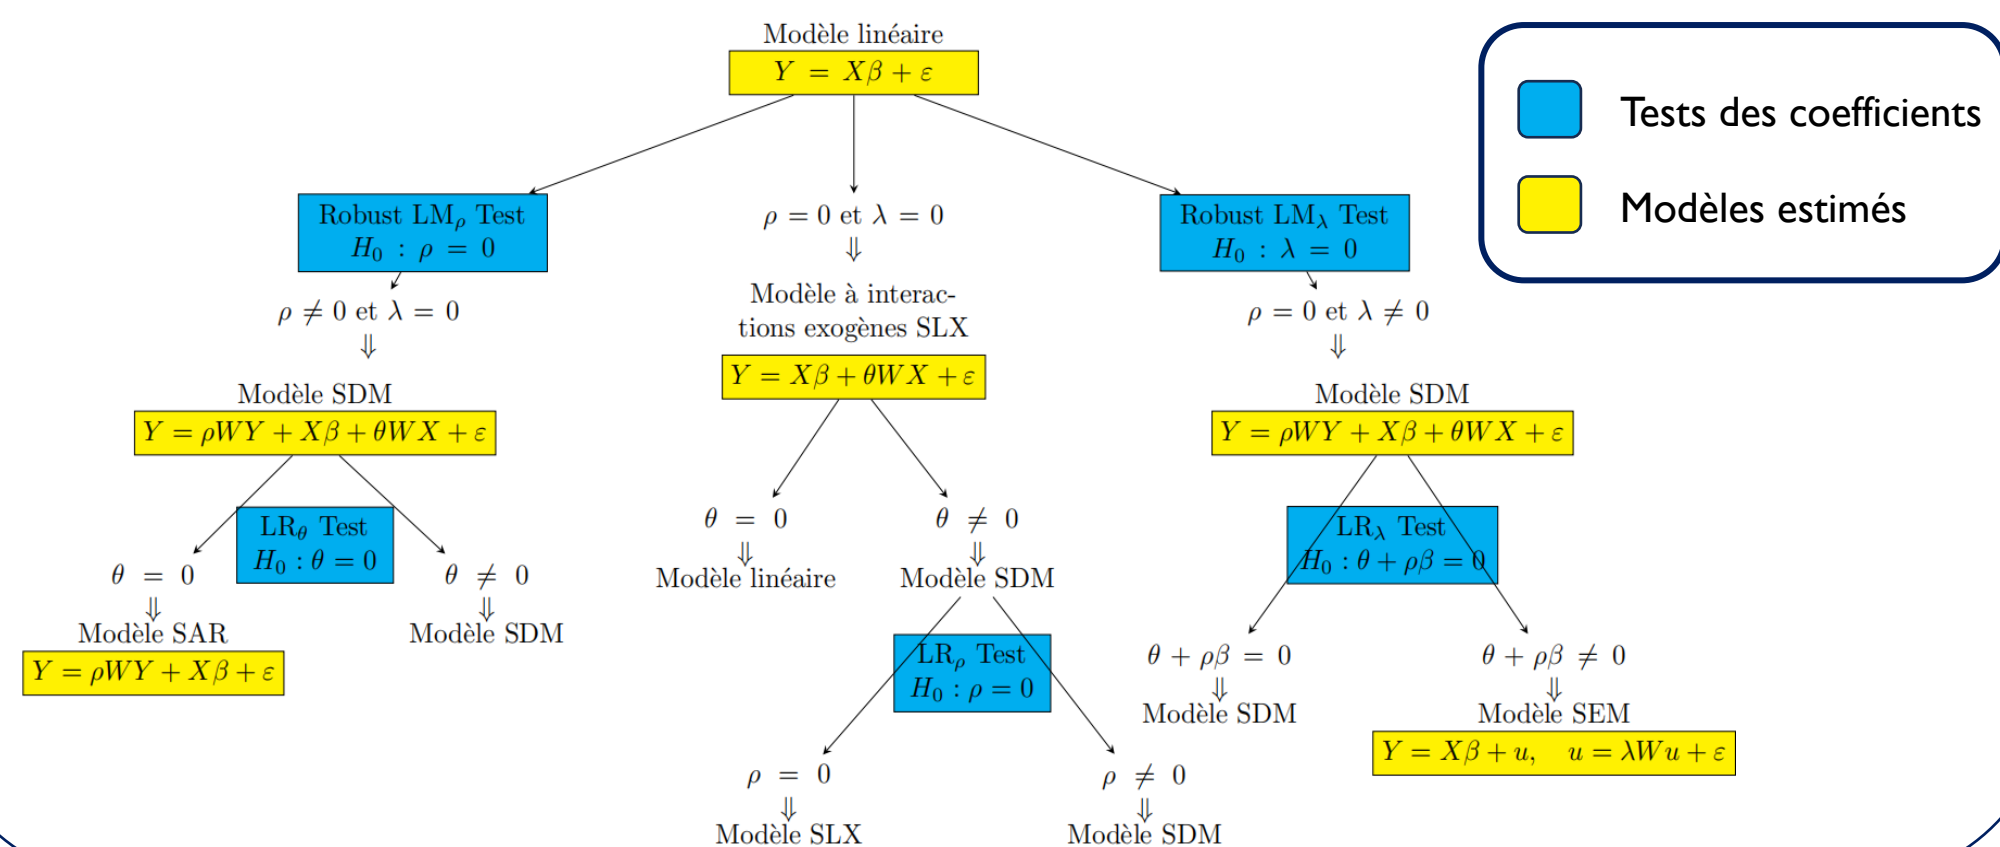 Modèle linéaire
Y = Xβ + ε
Tests des coefficients
Modèles estimés
Robust LMρ Test
H₀ : ρ = 0
ρ = 0 et λ = 0
⇓
Robust LMλ Test
H₀ : λ = 0
ρ ≠ 0 et λ = 0
⇓
Modèle à interac-
tions exogènes SLX
Y = Xβ + θWX + ε
ρ = 0 et λ ≠ 0
⇓
Modèle SDM
Y = ρWY + Xβ + θWX + ε
Modèle SDM
Y = ρWY + Xβ + θWX + ε
LRθ Test
H₀ : θ = 0
θ = 0
⇓
Modèle SAR
Y = ρWY + Xβ + ε
θ ≠ 0
⇓
Modèle SDM
θ = 0
⇓
Modèle linéaire
θ ≠ 0
⇓
Modèle SDM
LRρ Test
H₀ : ρ = 0
ρ = 0
⇓
Modèle SLX
ρ ≠ 0
⇓
Modèle SDM
LRλ Test
H₀ : θ + ρβ = 0
θ + ρβ = 0
⇓
Modèle SDM
θ + ρβ ≠ 0
⇓
Modèle SEM
Y = Xβ + u, u = λWu + ε